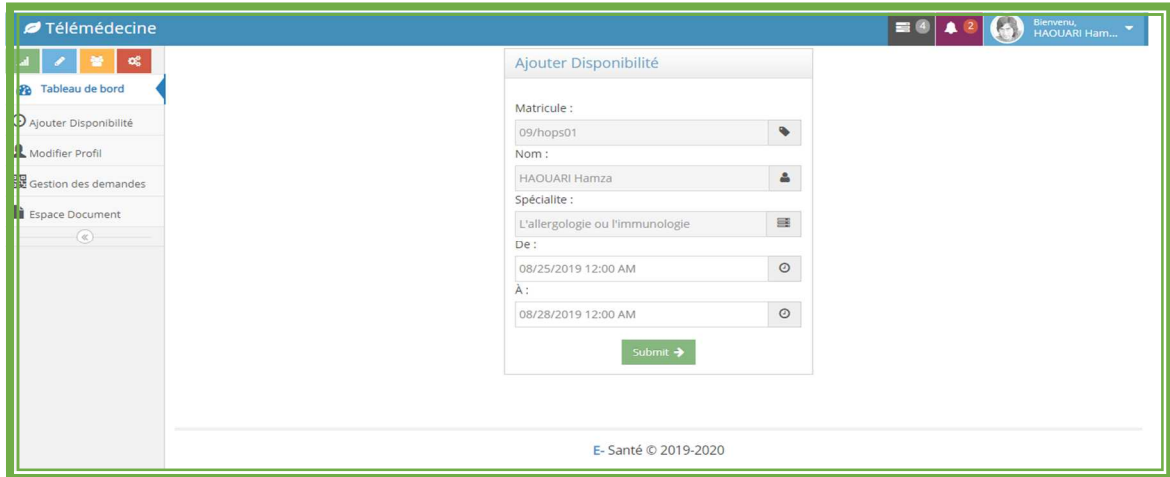 Télémédecine
4
2
Bienvenu,
HAOUARI Ham...
Tableau de bord
Ajouter Disponibilité
Modifier Profil
Gestion des demandes
Espace Document
Ajouter Disponibilité
Matricule :
09/hops01
Nom :
HAOUARI Hamza
Spécialite :
L'allergologie ou l'immunologie
De :
08/25/2019 12:00 AM
À :
08/28/2019 12:00 AM
Submit
E- Santé © 2019-2020